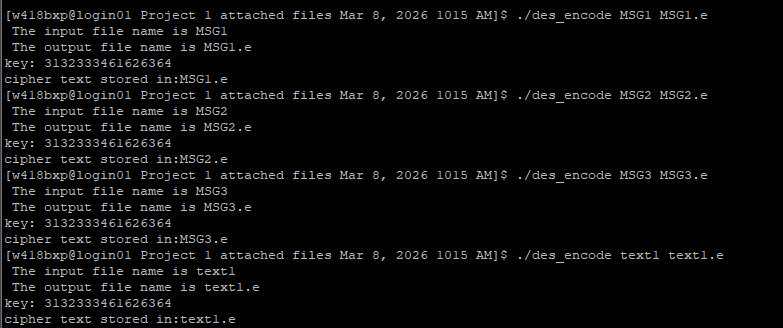 [w418bxp@login01 Project 1 attached files Mar 8, 2026 1015 AM]$ ./des_encode MSG1 MSG1.e
 The input file name is MSG1
 The output file name is MSG1.e
key: 3132333461626364
cipher text stored in:MSG1.e
[w418bxp@login01 Project 1 attached files Mar 8, 2026 1015 AM]$ ./des_encode MSG2 MSG2.e
 The input file name is MSG2
 The output file name is MSG2.e
key: 3132333461626364
cipher text stored in:MSG2.e
[w418bxp@login01 Project 1 attached files Mar 8, 2026 1015 AM]$ ./des_encode MSG3 MSG3.e
 The input file name is MSG3
 The output file name is MSG3.e
key: 3132333461626364
cipher text stored in:MSG3.e
[w418bxp@login01 Project 1 attached files Mar 8, 2026 1015 AM]$ ./des_encode text1 text1.e
 The input file name is text1
 The output file name is text1.e
key: 3132333461626364
cipher text stored in:text1.e